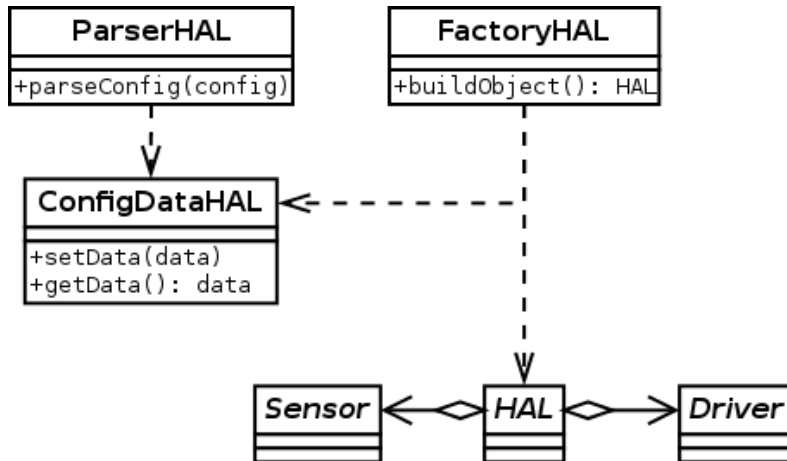 ParserHAL
+parseConfig(config)
FactoryHAL
+buildObject(): HAL
ConfigDataHAL
+setData(data)
+getData(): data
Sensor
HAL
Driver